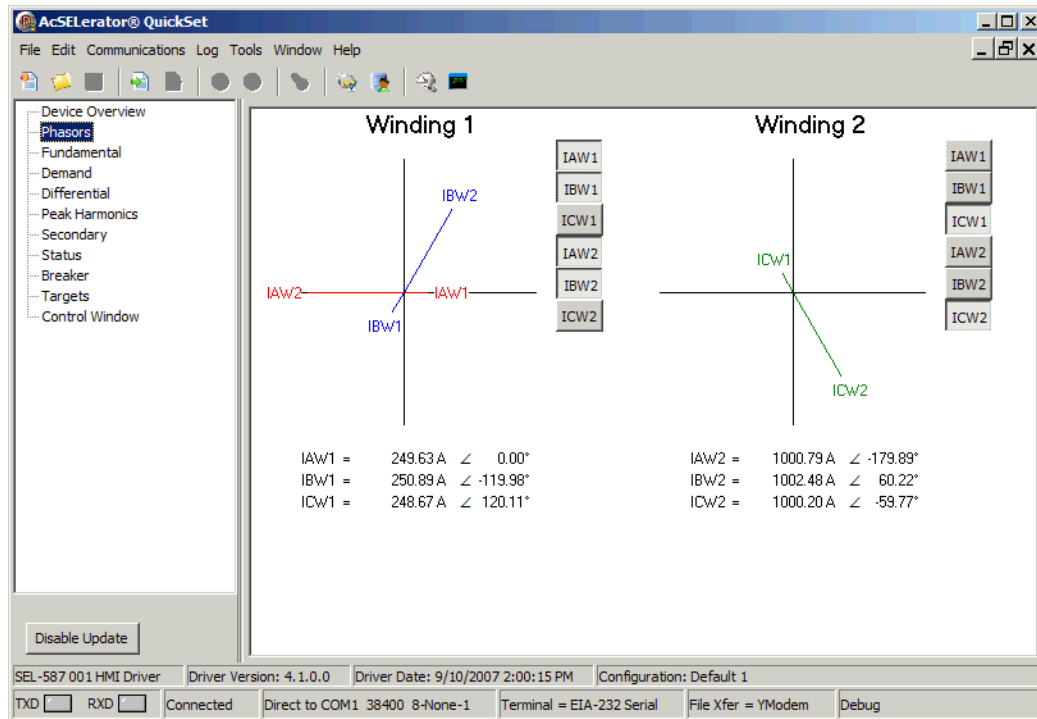 AcSELerator® QuickSet
File Edit Communications Log Tools Window Help
Device Overview
Phasors
Fundamental
Demand
Differential
Peak Harmonics
Secondary
Status
Breaker
Targets
Control Window
Disable Update
Winding 1
IBW2
IAW2
IAW1
IBW1
IAW1
IBW1
ICW1
IAW2
IBW2
ICW2
IAW1 = 249.63 A ∠ 0.00°
IBW1 = 250.89 A ∠ -119.98°
ICW1 = 248.67 A ∠ 120.11°
Winding 2
ICW1
ICW2
IAW1
IBW1
ICW1
IAW2
IBW2
ICW2
IAW2 = 1000.79 A ∠ -179.89°
IBW2 = 1002.48 A ∠ 60.22°
ICW2 = 1000.20 A ∠ -59.77°
SEL-587 001 HMI Driver Driver Version: 4.1.0.0 Driver Date: 9/10/2007 2:00:15 PM Configuration: Default 1
TXD RXD Connected Direct to COM1 38400 8-None-1 Terminal = EIA-232 Serial File Xfer = YModem Debug